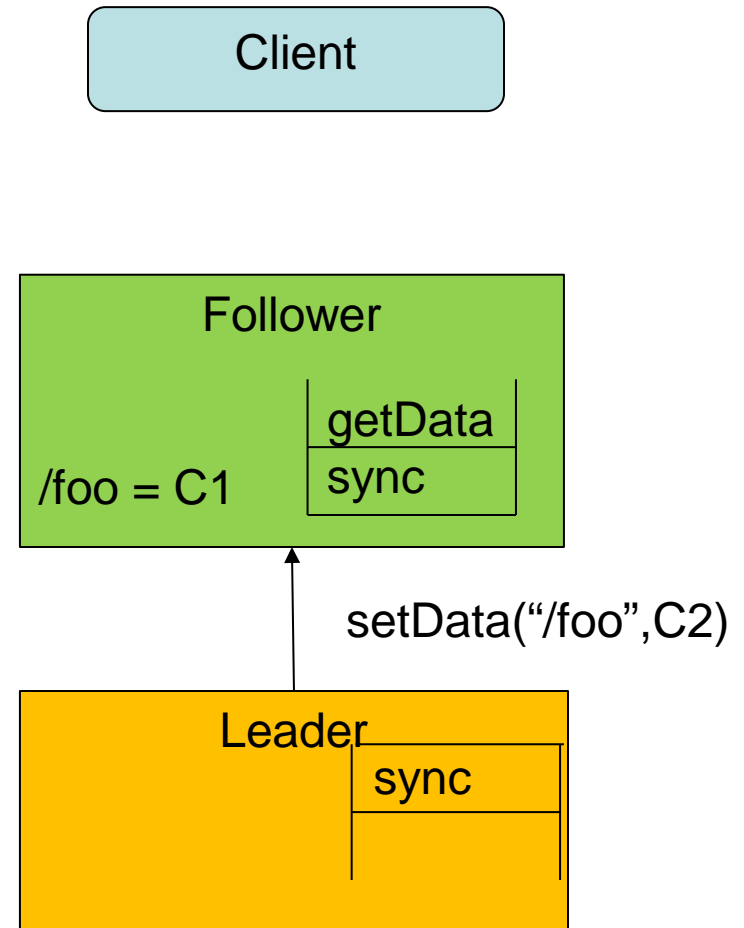 Client
Follower
getData
/foo = C1
sync
setData(“/foo”,C2)
Leader
sync